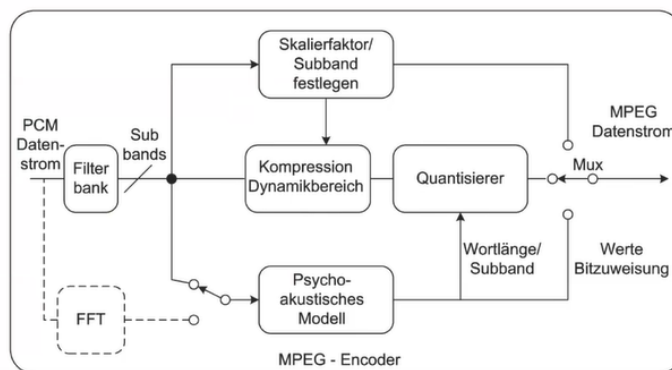 Skalierfaktor/
Subband
festlegen
PCM
Daten-
strom
Sub
bands
MPEG
Datenstrom
Filter
bank
Kompression
Dynamikbereich
Quantisierer
Mux
Wortlänge/
Subband
Werte
Bitzuweisung
FFT
Psycho-
akustisches
Modell
MPEG - Encoder